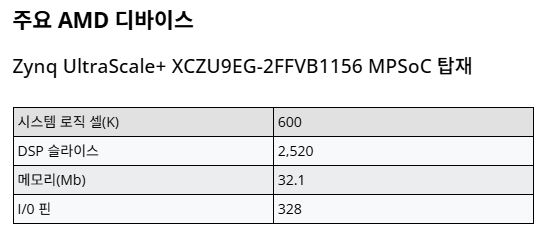 주요 AMD 디바이스
Zynq UltraScale+ XCZU9EG-2FFVB1156 MPSoC 탑재
시스템 로직 셀(K) 600
DSP 슬라이스 2,520
메모리(Mb) 32.1
I/0 핀 328